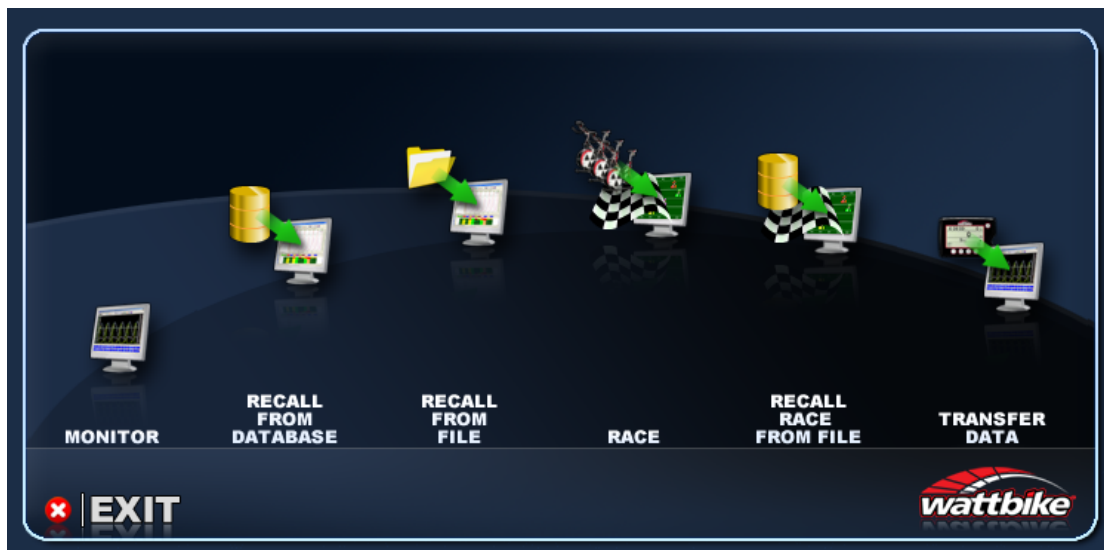 MONITOR
RECALL
FROM
DATABASE
RECALL
FROM
FILE
RACE
RECALL
RACE
FROM FILE
TRANSFER
DATA
EXIT
wattbike